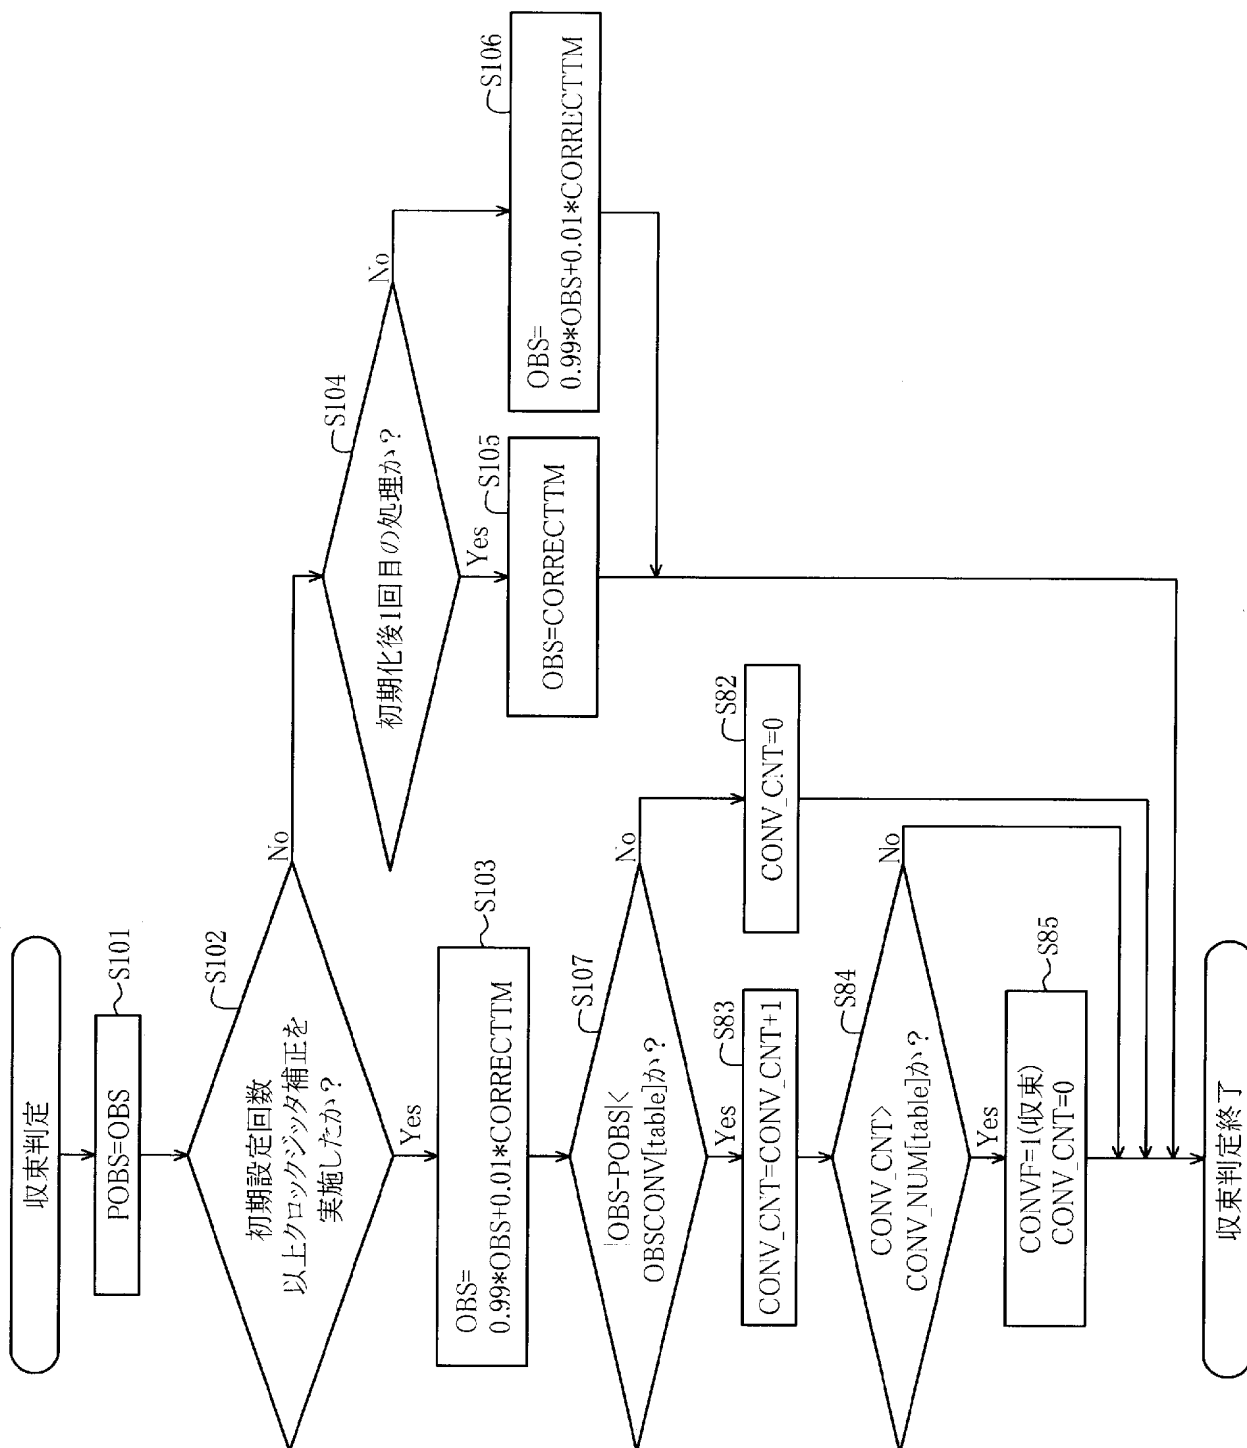 収束判定
POBS=OBS
S101
初期設定回数
以上クロックジッタ補正を
実施したか？
S102
No
Yes
OBS=
0.99*OBS+0.01*CORRECTTM
S103
初期化後1回目の処理か？
S104
No
Yes
OBS=CORRECTTM
S105
OBS=
0.99*OBS+0.01*CORRECTTM
S106
|OBS-POBS|<
OBSCONV[table]か？
S107
No
Yes
CONV_CNT=0
S82
CONV_CNT=CONV_CNT+1
S83
CONV_CNT>
CONV_NUM[table]か？
S84
No
Yes
CONVF=1(収束)
CONV_CNT=0
S85
収束判定終了